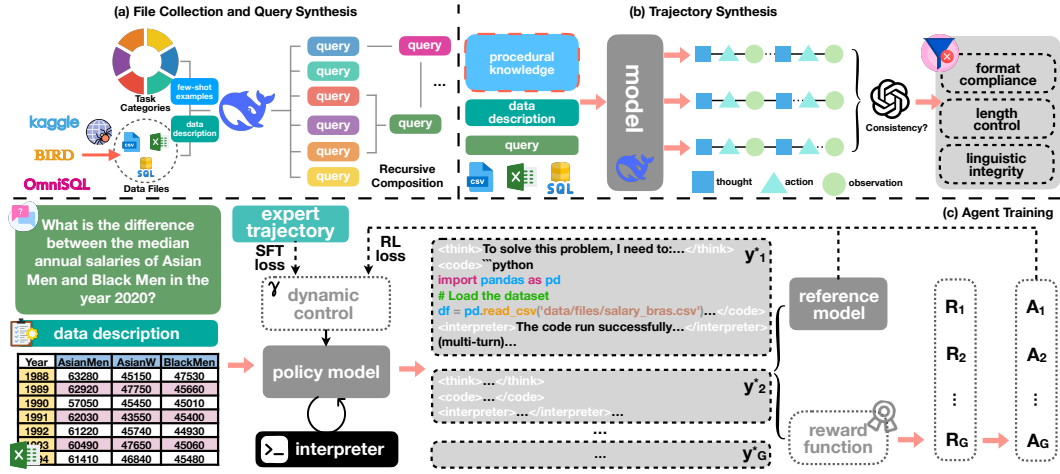 (a) File Collection and Query Synthesis
Task
Categories
few-shot
examples
data
description
kaggle
BIRD
OmniSQL
CSV
SQL
Data Files
query
query
query
query
query
query
query
query
...
Recursive
Composition
(b) Trajectory Synthesis
procedural
knowledge
data
description
query
CSV
SQL
model
thought
action
observation
Consistency?
format
compliance
length
control
linguistic
integrity
(c) Agent Training
What is the difference
between the median
annual salaries of Asian
Men and Black Men in the
year 2020?
data description
Year AsianMen AsianW BlackMen
1988 63280 45150 47530
1989 62920 47750 45660
1990 57050 45450 45010
1991 62030 43550 45400
1992 61220 45740 44930
60490 47650 45060
61410 46840 45480
expert
trajectory
SFT
loss
RL
loss
γ
dynamic
control
policy model
interpreter
<think>To solve this problem, I need to:...</think>
y*1
<code>```python
import pandas as pd
# Load the dataset
df = pd.read_csv('data/files/salary_bras.csv')...</code>
<interpreter>The code run successfully...</interpreter>
(multi-turn)...
<think>...</think>
y*2
<code>...</code>
<interpreter>...</interpreter>...
...
...
y*G
reference
model
reward
function
R1
R2
⋮
RG
A1
A2
⋮
AG